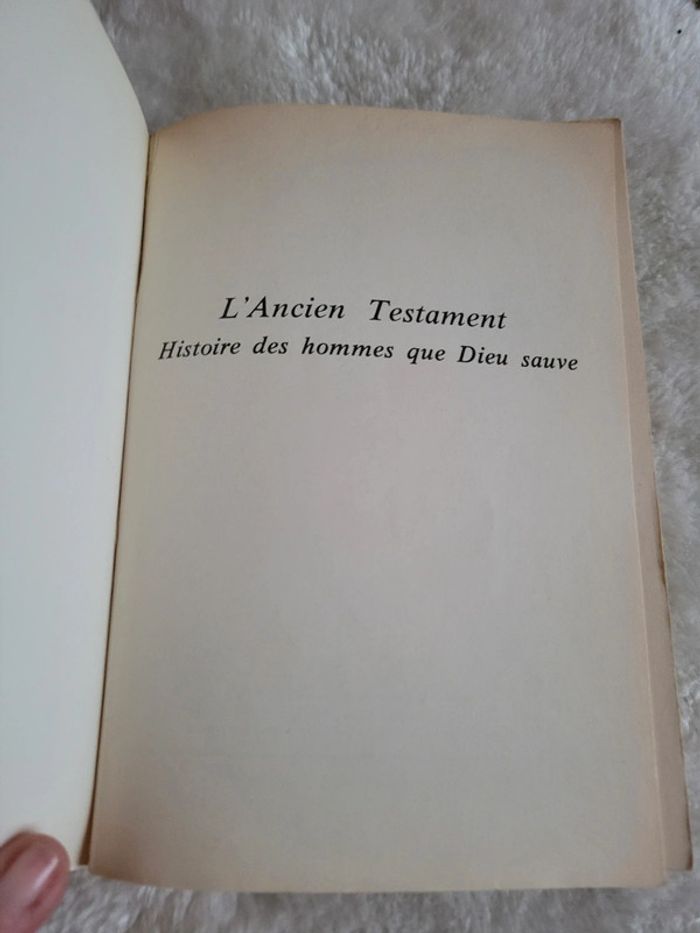 L'Ancien Testament
Histoire des hommes que Dieu sauve